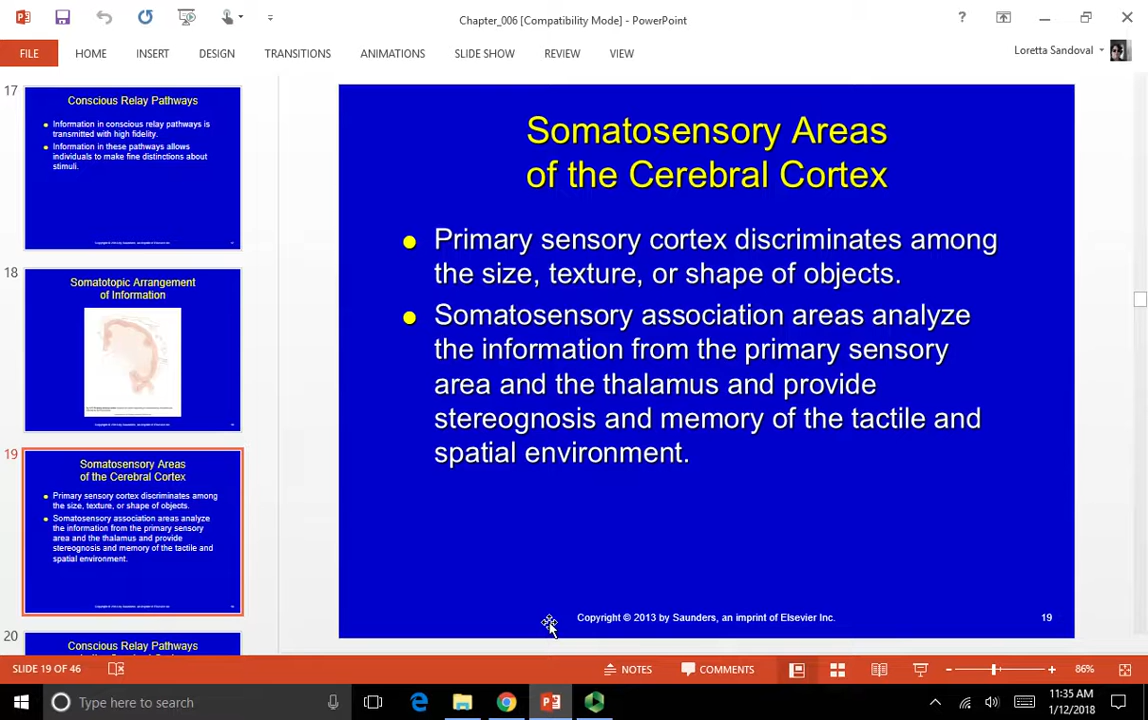 Chapter_006 [Compatibility Mode] - PowerPoint
FILE HOME INSERT DESIGN TRANSITIONS ANIMATIONS SLIDE SHOW REVIEW VIEW
Loretta Sandoval
17
Conscious Relay Pathways
Information in conscious relay pathways is
transmitted with high fidelity.
Information in these pathways allows
individuals to make fine distinctions about
stimuli.
18
Somatotopic Arrangement
of Information
19
Somatosensory Areas
of the Cerebral Cortex
Primary sensory cortex discriminates among
the size, texture, or shape of objects.
Somatosensory association areas analyze
the information from the primary sensory
area and the thalamus and provide
stereognosis and memory of the tactile and
spatial environment.
20
Conscious Relay Pathways
Somatosensory Areas
of the Cerebral Cortex
Primary sensory cortex discriminates among
the size, texture, or shape of objects.
Somatosensory association areas analyze
the information from the primary sensory
area and the thalamus and provide
stereognosis and memory of the tactile and
spatial environment.
Copyright © 2013 by Saunders, an imprint of Elsevier Inc.
19
SLIDE 19 OF 46
NOTES
COMMENTS
86%
Type here to search
11:35 AM
1/12/2018